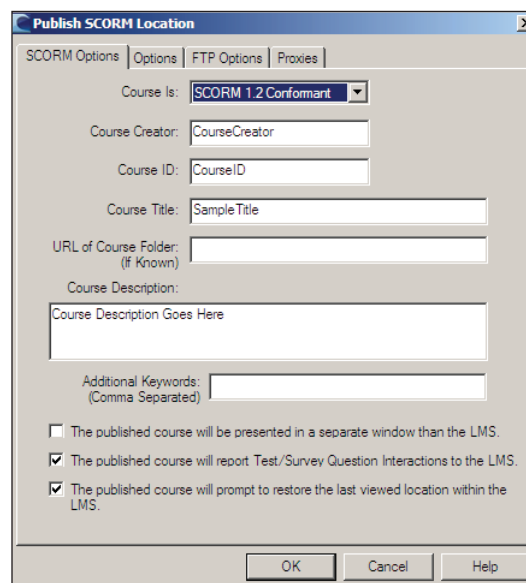 Publish SCORM Location
SCORM Options Options FTP Options Proxies
Course Is: SCORM 1.2 Conformant
Course Creator: CourseCreator
Course ID: CourseID
Course Title: SampleTitle
URL of Course Folder:
(If Known)
Course Description:
Course Description Goes Here
Additional Keywords:
(Comma Separated)
The published course will be presented in a separate window than the LMS.
The published course will report Test/Survey Question Interactions to the LMS.
The published course will prompt to restore the last viewed location within the
LMS.
OK Cancel Help